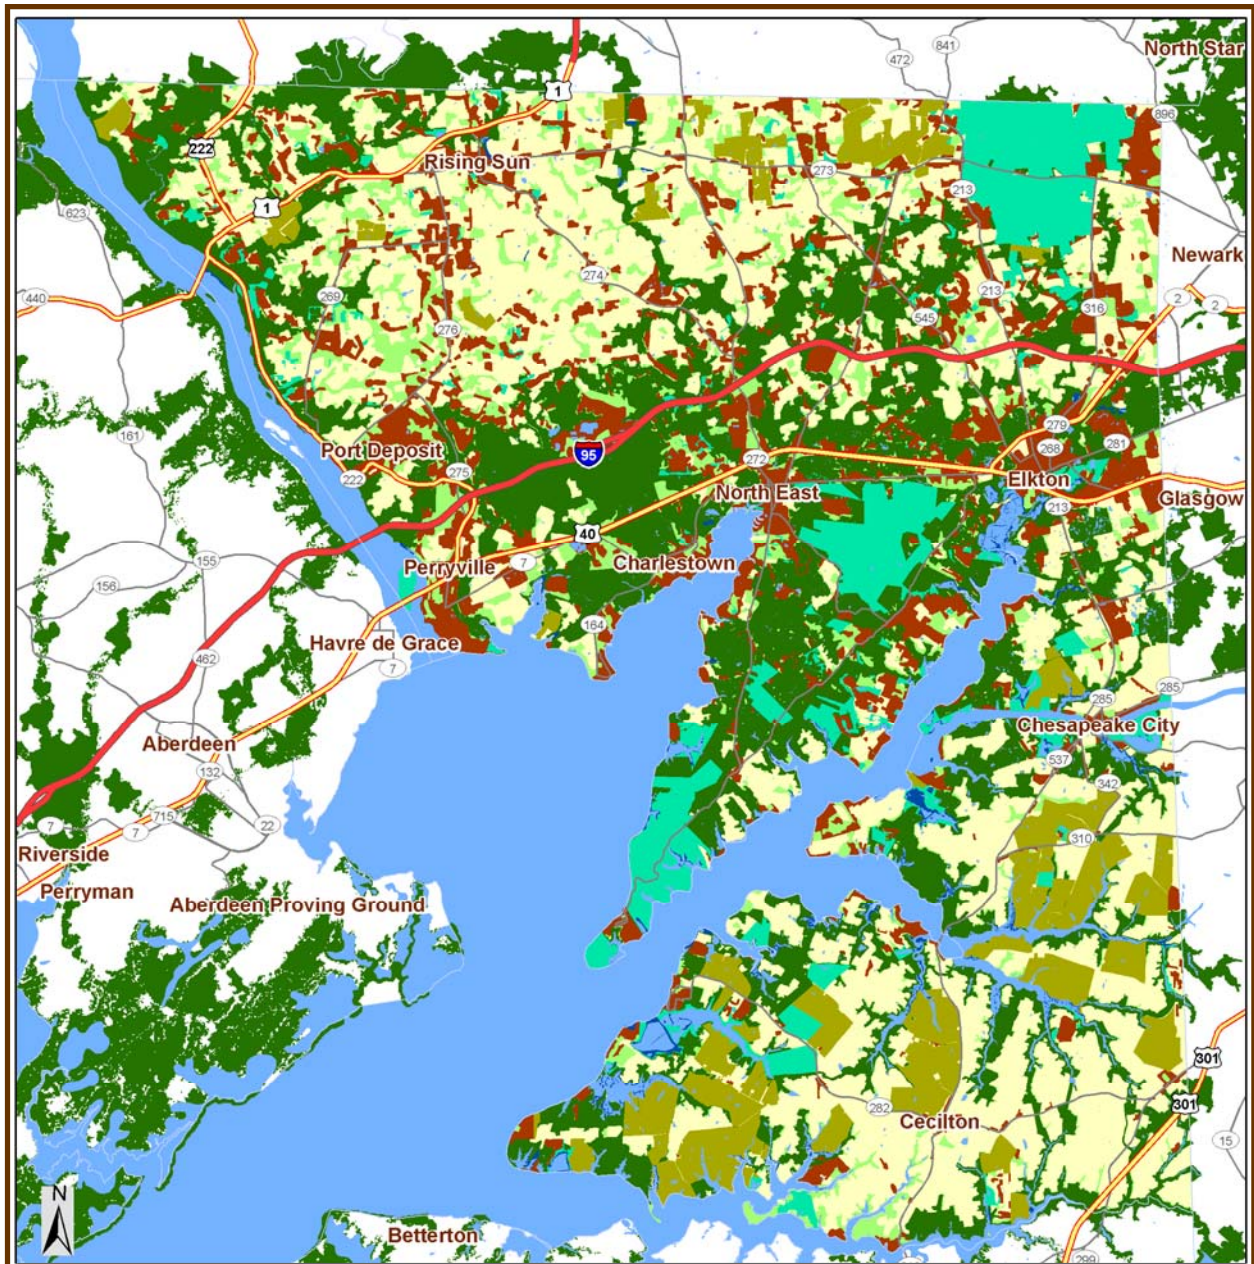 841
472
North Star
1
896
222
Rising Sun
273
213
1
623
Newark
274
440
269
213
2
2
545
316
276
161
279
268
281
Port Deposit
95
272
275
222
Elkton
North East
Glasgow
213
40
155
Charlestown
7
Perryville
156
164
Havre de Grace
462
7
285
285
Chesapeake City
Aberdeen
537
132
342
715
7
7
22
310
Riverside
Perryman
Aberdeen Proving Ground
301
282
301
Cecilton
15
N
Betterton
299